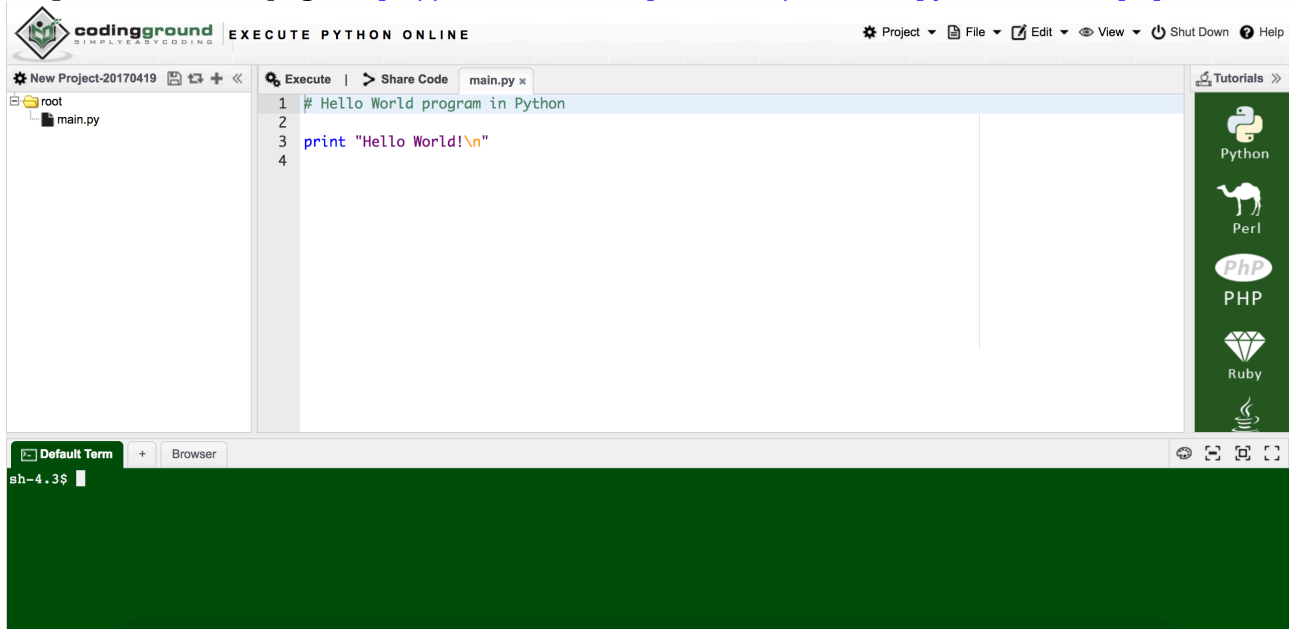 codingground EXECUTE PYTHON ONLINE
SIMPLYEASYCODING
Project File Edit View Shut Down Help
New Project-20170419
Execute | Share Code main.py x
Tutorials
root
main.py
1 # Hello World program in Python
2
3 print "Hello World!\n"
4
Python
Perl
PhP
PHP
Ruby
Default Term + Browser
sh-4.3$